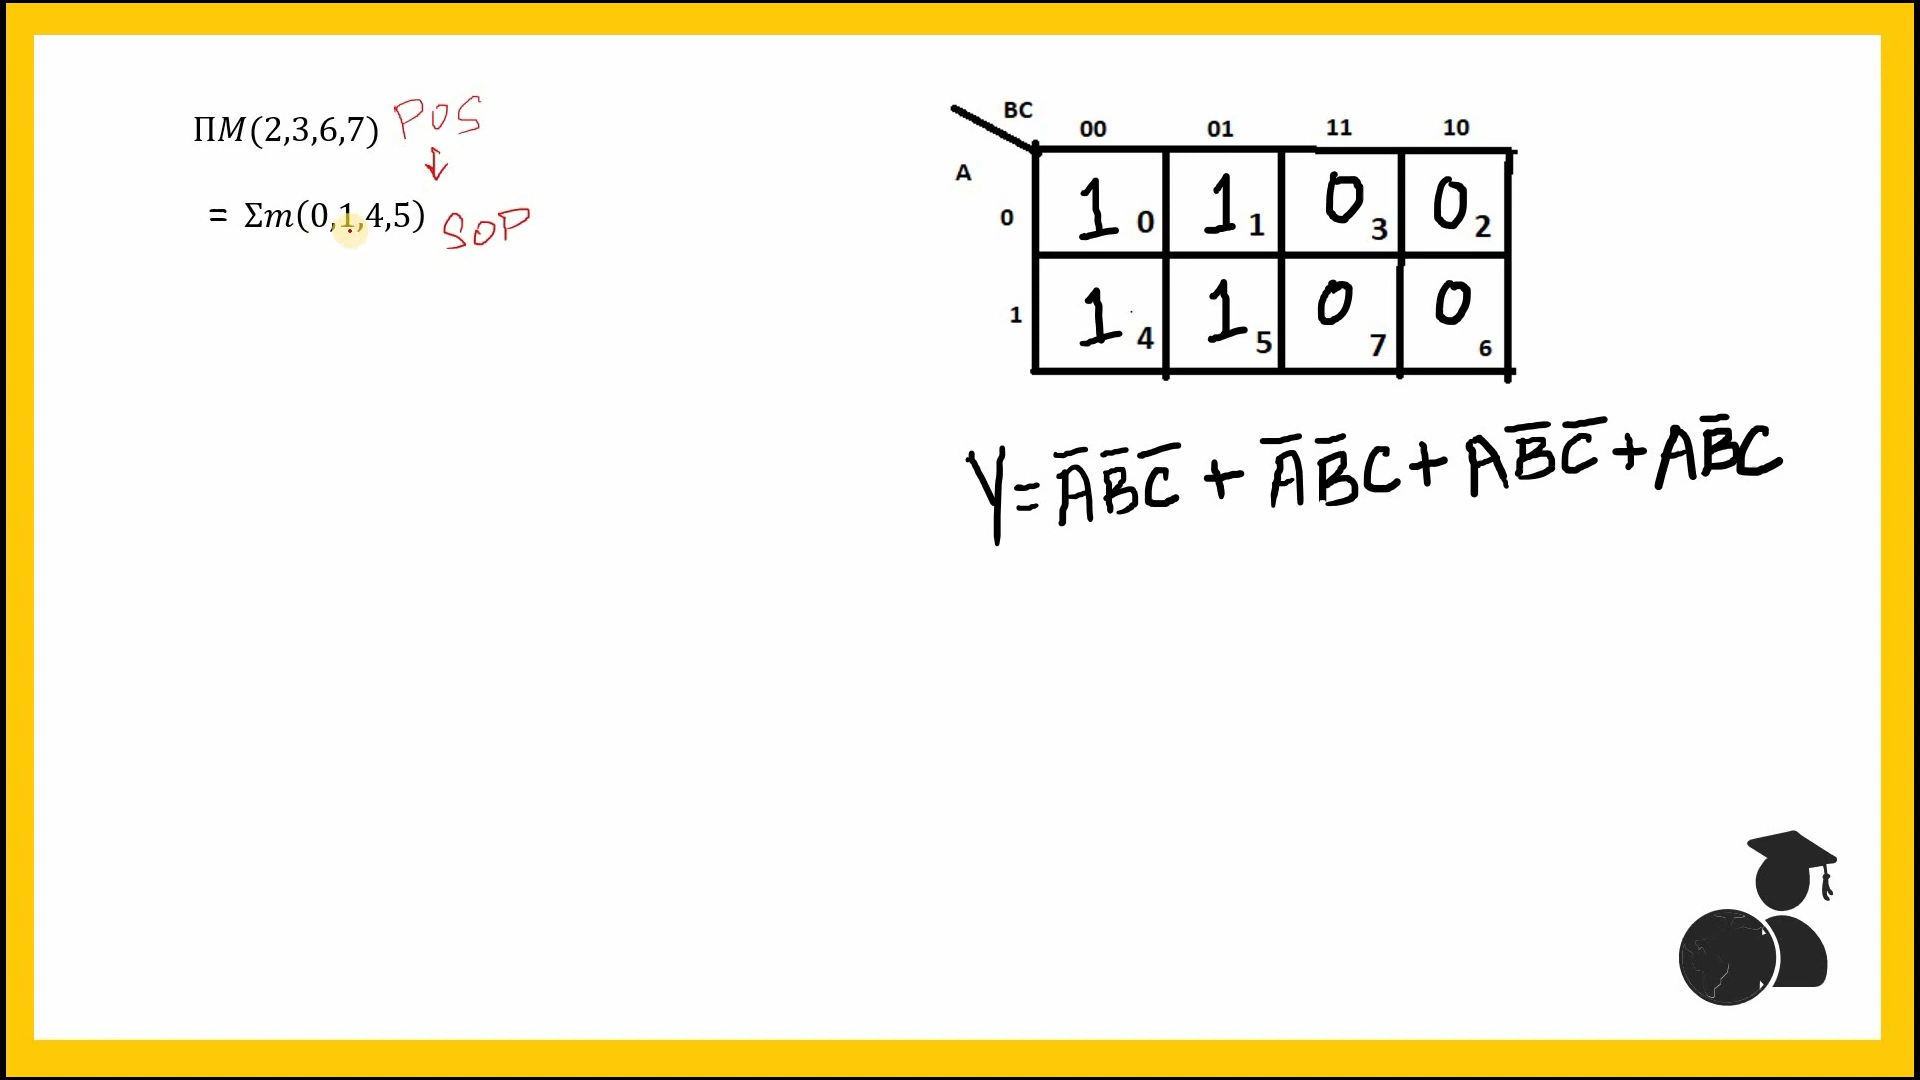 ΠM(2,3,6,7) POS
↓
= Σm(0,1,4,5) SOP
BC
00 01 11 10
A
0 1 0 1 1 0 3 0 2
1 1 4 1 5 0 7 0 6
Y = A̅B̅C̅ + A̅B̅C + AB̅C̅ + AB̅C